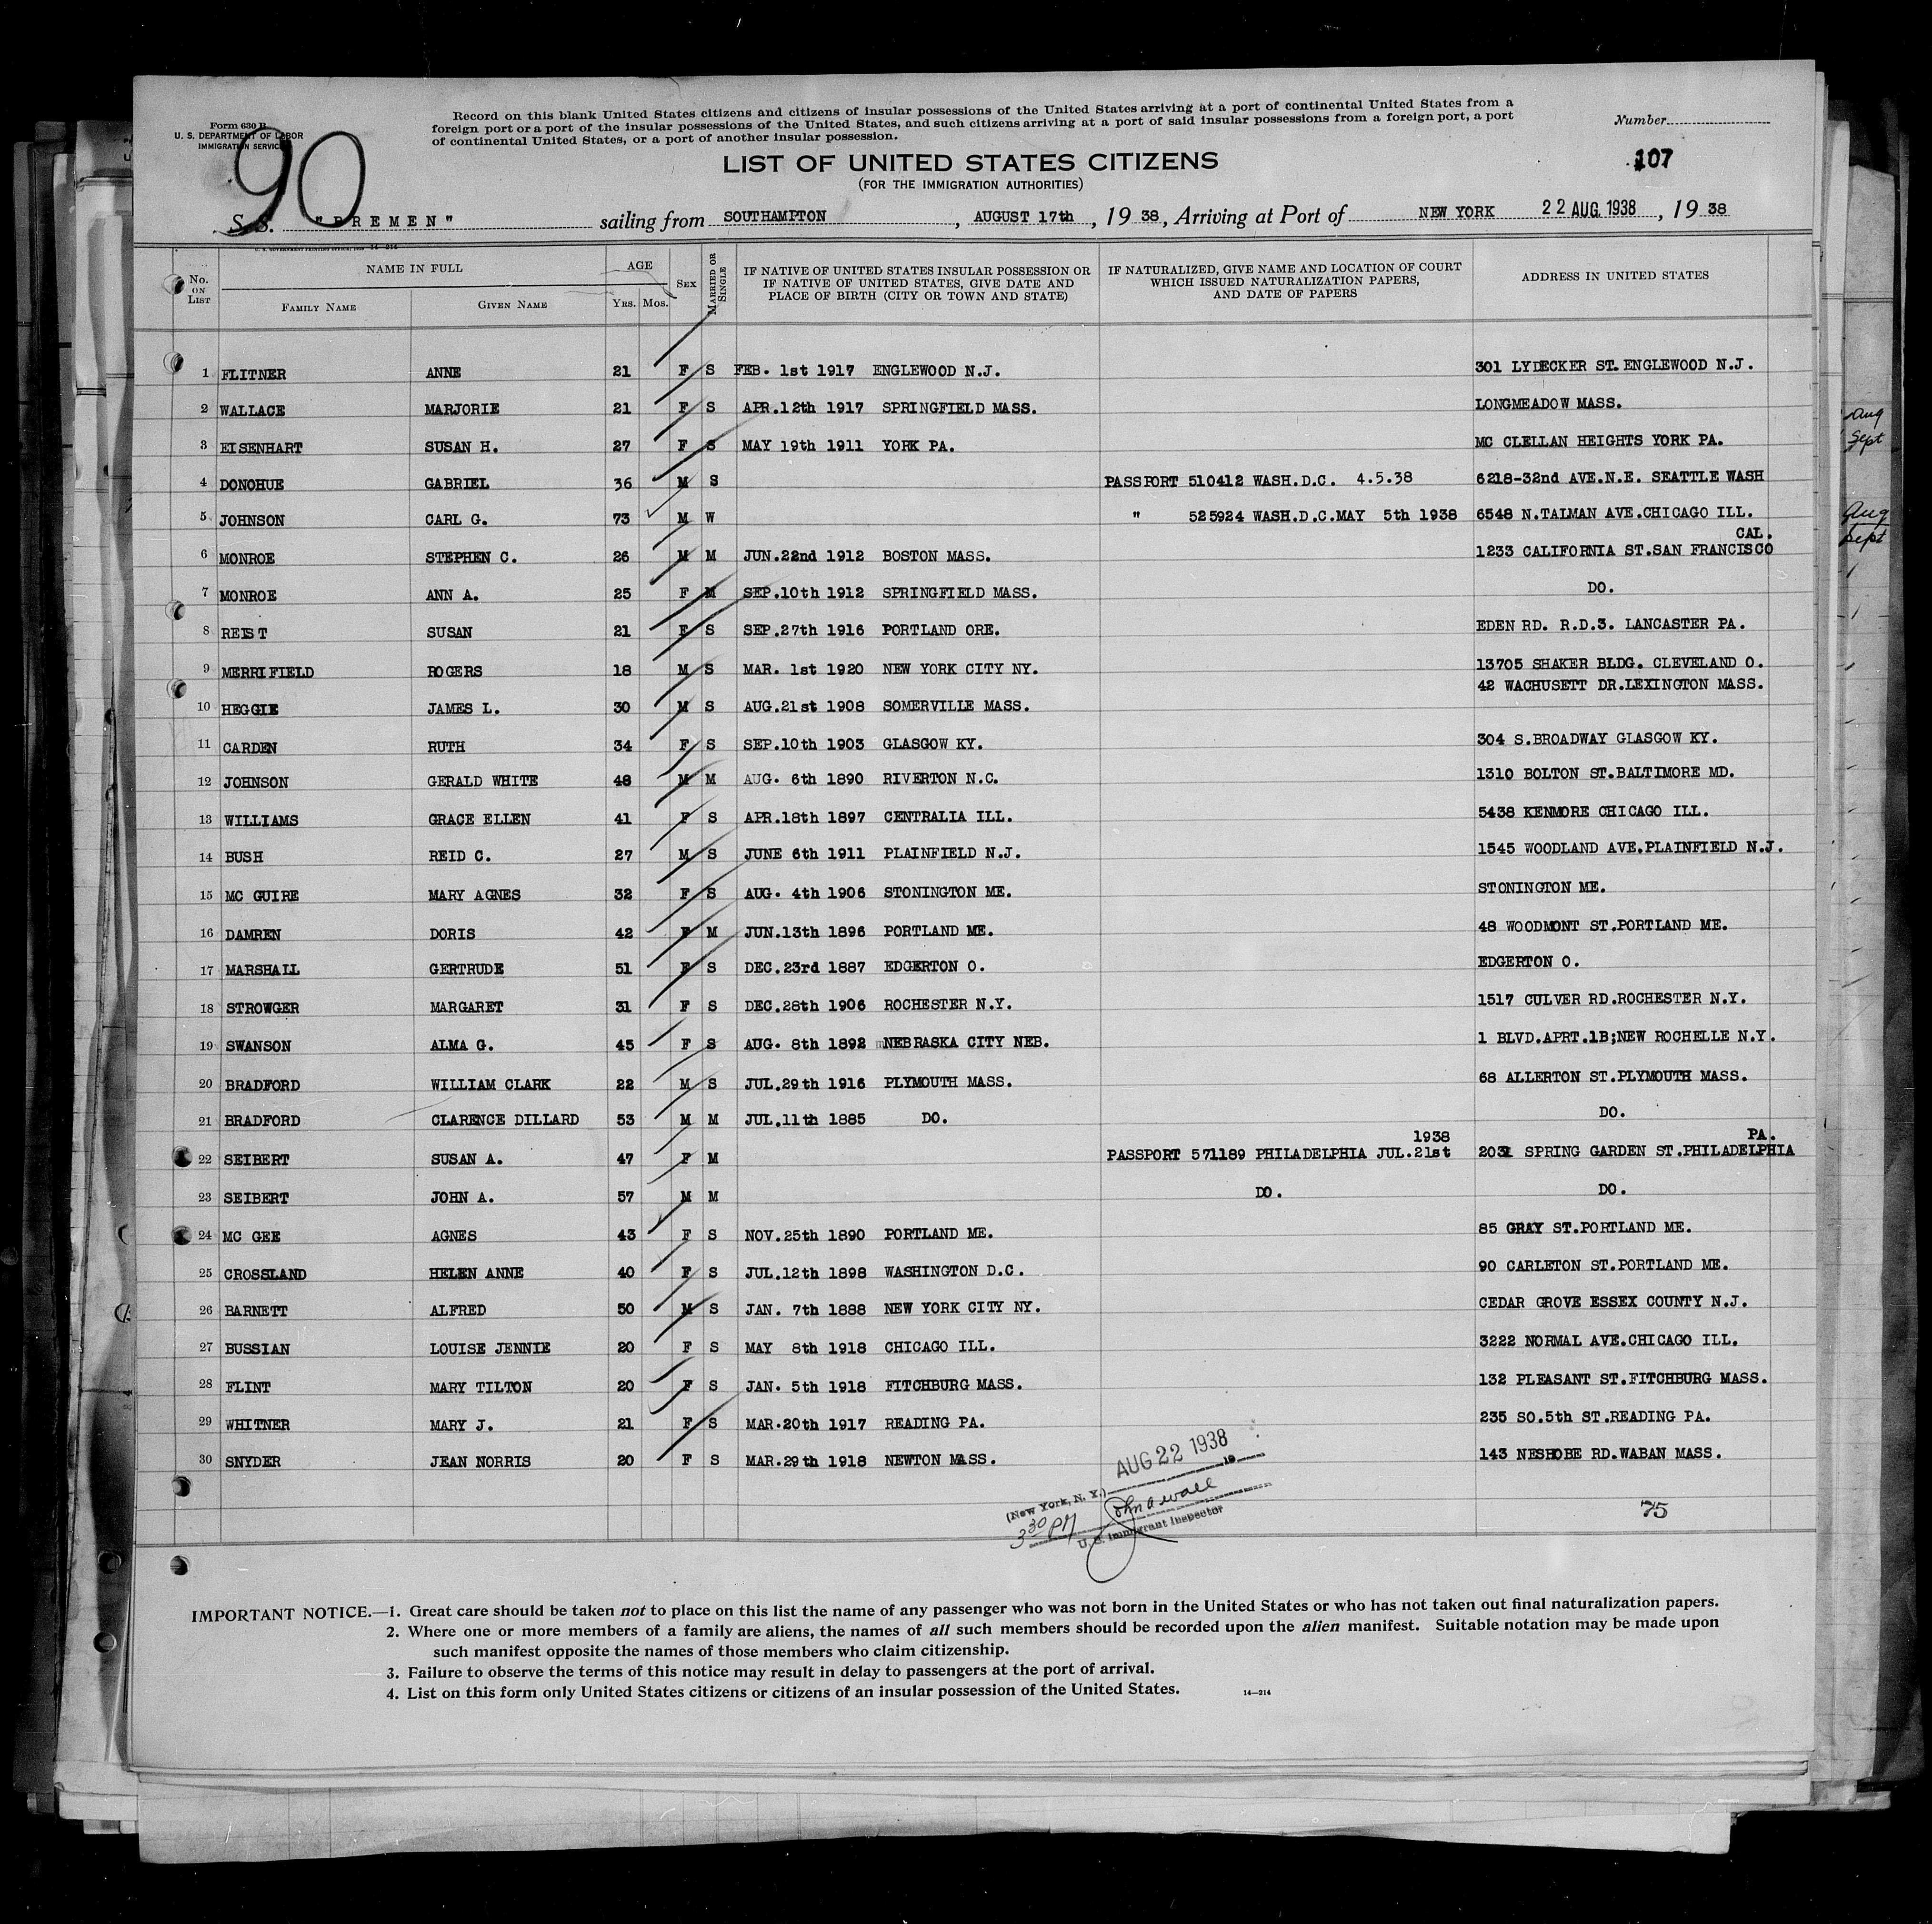 Form 630 B
U. S. DEPARTMENT OF LABOR
IMMIGRATION SERVICE
90
Record on this blank United States citizens and citizens of insular possessions of the United States arriving at a port of continental United States from a
foreign port or a port of the insular possessions of the United States, and such citizens arriving at a port of said insular possessions from a foreign port, a port
of continental United States, or a port of another insular possession.
Number
107
LIST OF UNITED STATES CITIZENS
(FOR THE IMMIGRATION AUTHORITIES)
S. S. "BREMEN" sailing from SOUTHAMPTON, AUGUST 17th, 19 38, Arriving at Port of NEW YORK 22 AUG. 1938, 19 38
No. ON LIST
NAME IN FULL
FAMILY NAME GIVEN NAME
AGE
YRS. MOS.
SEX
MARRIED OR SINGLE
IF NATIVE OF UNITED STATES INSULAR POSSESSION OR
IF NATIVE OF UNITED STATES, GIVE DATE AND
PLACE OF BIRTH (CITY OR TOWN AND STATE)
IF NATURALIZED, GIVE NAME AND LOCATION OF COURT
WHICH ISSUED NATURALIZATION PAPERS,
AND DATE OF PAPERS
ADDRESS IN UNITED STATES
1 FLITNER ANNE 21 F S FEB. 1st 1917 ENGLEWOOD N.J. 301 LYDECKER ST. ENGLEWOOD N.J.
2 WALLACE MARJORIE 21 F S APR.12th 1917 SPRINGFIELD MASS. LONGMEADOW MASS.
3 EISENHART SUSAN H. 27 F S MAY 19th 1911 YORK PA. MC CLELLAN HEIGHTS YORK PA.
4 DONOHUE GABRIEL 36 M S PASSPORT 510412 WASH.D.C. 4.5.38 6218-32nd AVE.N.E. SEATTLE WASH
5 JOHNSON CARL G. 73 M W " 525924 WASH.D.C.MAY 5th 1938 6548 N.TALMAN AVE.CHICAGO ILL.
CAL.
6 MONROE STEPHEN C. 26 M M JUN.22nd 1912 BOSTON MASS. 1233 CALIFORNIA ST.SAN FRANCISCO
7 MONROE ANN A. 25 F M SEP.10th 1912 SPRINGFIELD MASS. DO.
8 REIST SUSAN 21 F S SEP.27th 1916 PORTLAND ORE. EDEN RD. R.D.3. LANCASTER PA.
9 MERRIFIELD ROGERS 18 M S MAR. 1st 1920 NEW YORK CITY NY. 13705 SHAKER BLDG. CLEVELAND O.
42 WACHUSETT DR.LEXINGTON MASS.
10 HEGGIE JAMES L. 30 M S AUG.21st 1908 SOMERVILLE MASS.
11 CARDEN RUTH 34 F S SEP.10th 1903 GLASGOW KY. 304 S.BROADWAY GLASGOW KY.
12 JOHNSON GERALD WHITE 48 M M AUG. 6th 1890 RIVERTON N.C. 1310 BOLTON ST.BALTIMORE MD.
13 WILLIAMS GRACE ELLEN 41 F S APR.18th 1897 CENTRALIA ILL. 5438 KENMORE CHICAGO ILL.
14 BUSH REID C. 27 M S JUNE 6th 1911 PLAINFIELD N.J. 1545 WOODLAND AVE.PLAINFIELD N.J.
15 MC GUIRE MARY AGNES 32 F S AUG. 4th 1906 STONINGTON ME. STONINGTON ME.
16 DAMREN DORIS 42 F M JUN.13th 1896 PORTLAND ME. 48 WOODMONT ST.PORTLAND ME.
17 MARSHALL GERTRUDE 51 F S DEC.23rd 1887 EDGERTON O. EDGERTON O.
18 STROWGER MARGARET 31 F S DEC.28th 1906 ROCHESTER N.Y. 1517 CULVER RD.ROCHESTER N.Y.
19 SWANSON ALMA G. 45 F S AUG. 8th 1892 NEBRASKA CITY NEB. 1 BLVD.APRT.1B;NEW ROCHELLE N.Y.
20 BRADFORD WILLIAM CLARK 22 M S JUL.29th 1916 PLYMOUTH MASS. 68 ALLERTON ST.PLYMOUTH MASS.
21 BRADFORD CLARENCE DILLARD 53 M M JUL.11th 1885 DO. DO.
1938 PA.
22 SEIBERT SUSAN A. 47 F M PASSPORT 571189 PHILADELPHIA JUL.21st SPRING GARDEN ST.PHILADELPHIA
23 SEIBERT JOHN A. 57 M M DO. DO.
24 MC GEE AGNES 43 F S NOV.25th 1890 PORTLAND ME. 85 GRAY ST.PORTLAND ME.
25 CROSSLAND HELEN ANNE 40 F S JUL.12th 1898 WASHINGTON D.C. 90 CARLETON ST.PORTLAND ME.
26 BARNETT ALFRED 50 M S JAN. 7th 1888 NEW YORK CITY NY. CEDAR GROVE ESSEX COUNTY N.J.
27 BUSSIAN LOUISE JENNIE 20 F S MAY 8th 1918 CHICAGO ILL. 3222 NORMAL AVE.CHICAGO ILL.
28 FLINT MARY TILTON 20 F S JAN. 5th 1918 FITCHBURG MASS. 132 PLEASANT ST.FITCHBURG MASS.
29 WHITNER MARY J. 21 F S MAR.20th 1917 READING PA. 235 SO.5th ST.READING PA.
30 SNYDER JEAN NORRIS 20 F S MAR.29th 1918 NEWTON MASS. 143 NESHOBE RD.WABAN MASS.
AUG 22 1938
(New York, N. Y.) 19
330 PM John A Wall
U. S. Immigrant Inspector
75
IMPORTANT NOTICE.—1. Great care should be taken not to place on this list the name of any passenger who was not born in the United States or who has not taken out final naturalization papers.
2. Where one or more members of a family are aliens, the names of all such members should be recorded upon the alien manifest. Suitable notation may be made upon
such manifest opposite the names of those members who claim citizenship.
3. Failure to observe the terms of this notice may result in delay to passengers at the port of arrival.
4. List on this form only United States citizens or citizens of an insular possession of the United States. 14—214
Aug
Sept
Aug
Sept